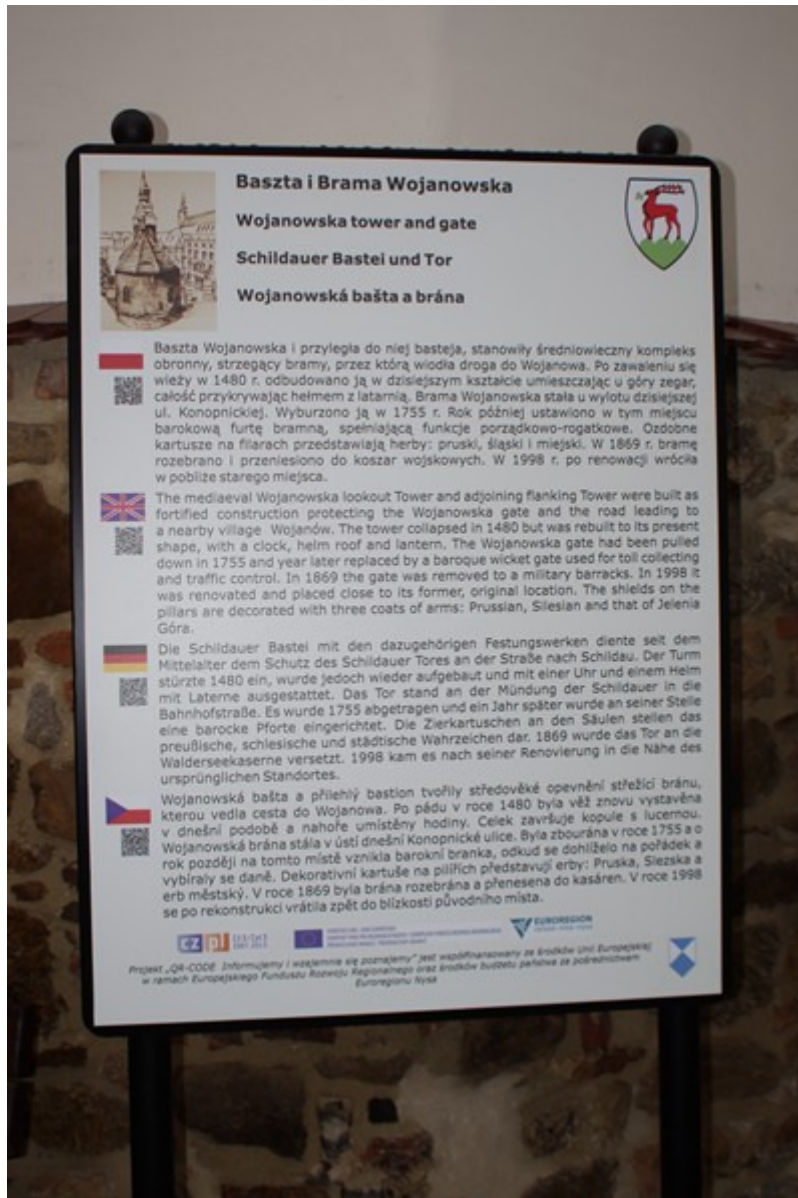 Baszta i Brama Wojanowska
Wojanowska tower and gate
Schildauer Bastei und Tor
Wojanowská bašta a brána
Baszta Wojanowska i przyległa do niej basteja, stanowiły średniowieczny kompleks
obronny, strzegący bramy, przez którą wiodła droga do Wojanowa. Po zawaleniu się
wieży w 1480 r. odbudowano ją w dzisiejszym kształcie umieszczając u góry zegar,
całość przykrywając hełmem z latarnią. Brama Wojanowska stała u wylotu dzisiejszej
ul. Konopnickiej. Wyburzono ją w 1755 r. Rok później ustawiono w tym miejscu
barokową furtę bramną, spełniającą funkcje porządkowo-rogatkowe. Ozdobne
kartusze na filarach przedstawiają herby: pruski, śląski i miejski. W 1869 r. bramę
rozebrano i przeniesiono do koszar wojskowych. W 1998 r. po renowacji wróciła
w pobliże starego miejsca.
The mediaeval Wojanowska lookout Tower and adjoining flanking Tower were built as
fortified construction protecting the Wojanowska gate and the road leading to
a nearby village Wojanów. The tower collapsed in 1480 but was rebuilt to its present
shape, with a clock, helm roof and lantern. The Wojanowska gate had been pulled
down in 1755 and year later replaced by a baroque wicket gate used for toll collecting
and traffic control. In 1869 the gate was removed to a military barracks. In 1998 it
was renovated and placed close to its former, original location. The shields on the
pillars are decorated with three coats of arms: Prussian, Silesian and that of Jelenia
Góra.
Die Schildauer Bastei mit den dazugehörigen Festungswerken diente seit dem
Mittelalter dem Schutz des Schildauer Tores an der Straße nach Schildau. Der Turm
stürzte 1480 ein, wurde jedoch wieder aufgebaut und mit einer Uhr und einem Helm
mit Laterne ausgestattet. Das Tor stand an der Mündung der Schildauer in die
Bahnhofstraße. Es wurde 1755 abgetragen und ein Jahr später wurde an seiner Stelle
eine barocke Pforte eingerichtet. Die Zierkartuschen an den Säulen stellen das
preußische, schlesische und städtische Wahrzeichen dar. 1869 wurde das Tor an die
Walderseekaserne versetzt. 1998 kam es nach seiner Renovierung in die Nähe des
ursprünglichen Standortes.
Wojanowská bašta a přilehlý bastion tvořily středověké opevnění střežící bránu,
kterou vedla cesta do Wojanowa. Po pádu v roce 1480 byla věž znovu vystavěna
v dnešní podobě a nahoře umístěny hodiny. Celek završuje kopule s lucernou.
Wojanowská brána stála v ústí dnešní Konopnické ulice. Byla zbourána v roce 1755 a o
rok později na tomto místě vznikla barokní branka, odkud se dohlíželo na pořádek a
vybíraly se daně. Dekorativní kartuše na pilířích představují erby: Pruska, Slezska a
erb městský. V roce 1869 byla brána rozebrána a přenesena do kasáren. V roce 1998
se po rekonstrukci vrátila zpět do blízkosti původního místa.
cz pl
EUROREGION
Projekt „QR-CODE Informujemy i wzajemnie się poznajemy" jest współfinansowany ze środków Unii Europejskiej
w ramach Europejskiego Funduszu Rozwoju Regionalnego oraz środków budżetu państwa za pośrednictwem
Euroregionu Nysa